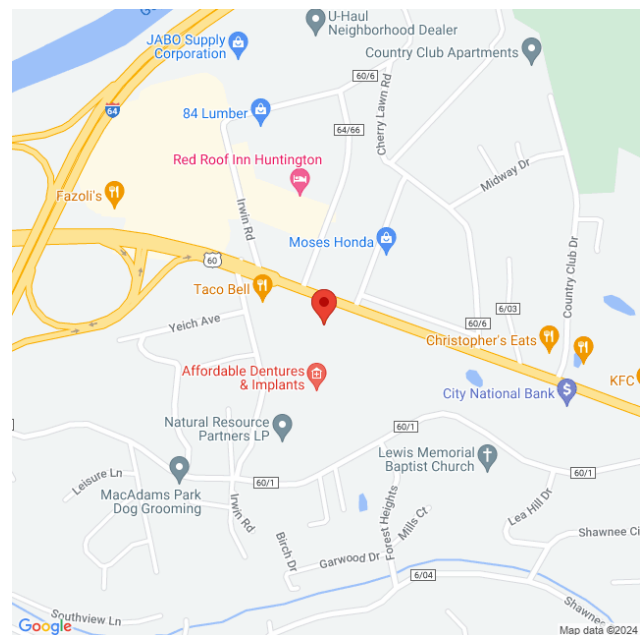 U-Haul
Neighborhood Dealer
JABO Supply
Corporation
Country Club Apartments
64
60/6
84 Lumber
64/66
Cherry Lawn Rd
Red Roof Inn Huntington
Midway Dr
Fazoli's
Irwin Rd
Moses Honda
Country Club Dr
60
Taco Bell
6/03
Yeich Ave
60/6
Christopher's Eats
Affordable Dentures
& Implants
KFC
City National Bank
Natural Resource
Partners LP
60/1
Lewis Memorial
Baptist Church
Leisure Ln
60/1
60/1
MacAdams Park
Dog Grooming
Irwin Rd
Forest Heights
Mills Ct
Lea Hill Dr
Shawnee Ci
Birch Dr
Garwood Dr
6/04
Shawne
Southview Ln
Google
Map data ©2024